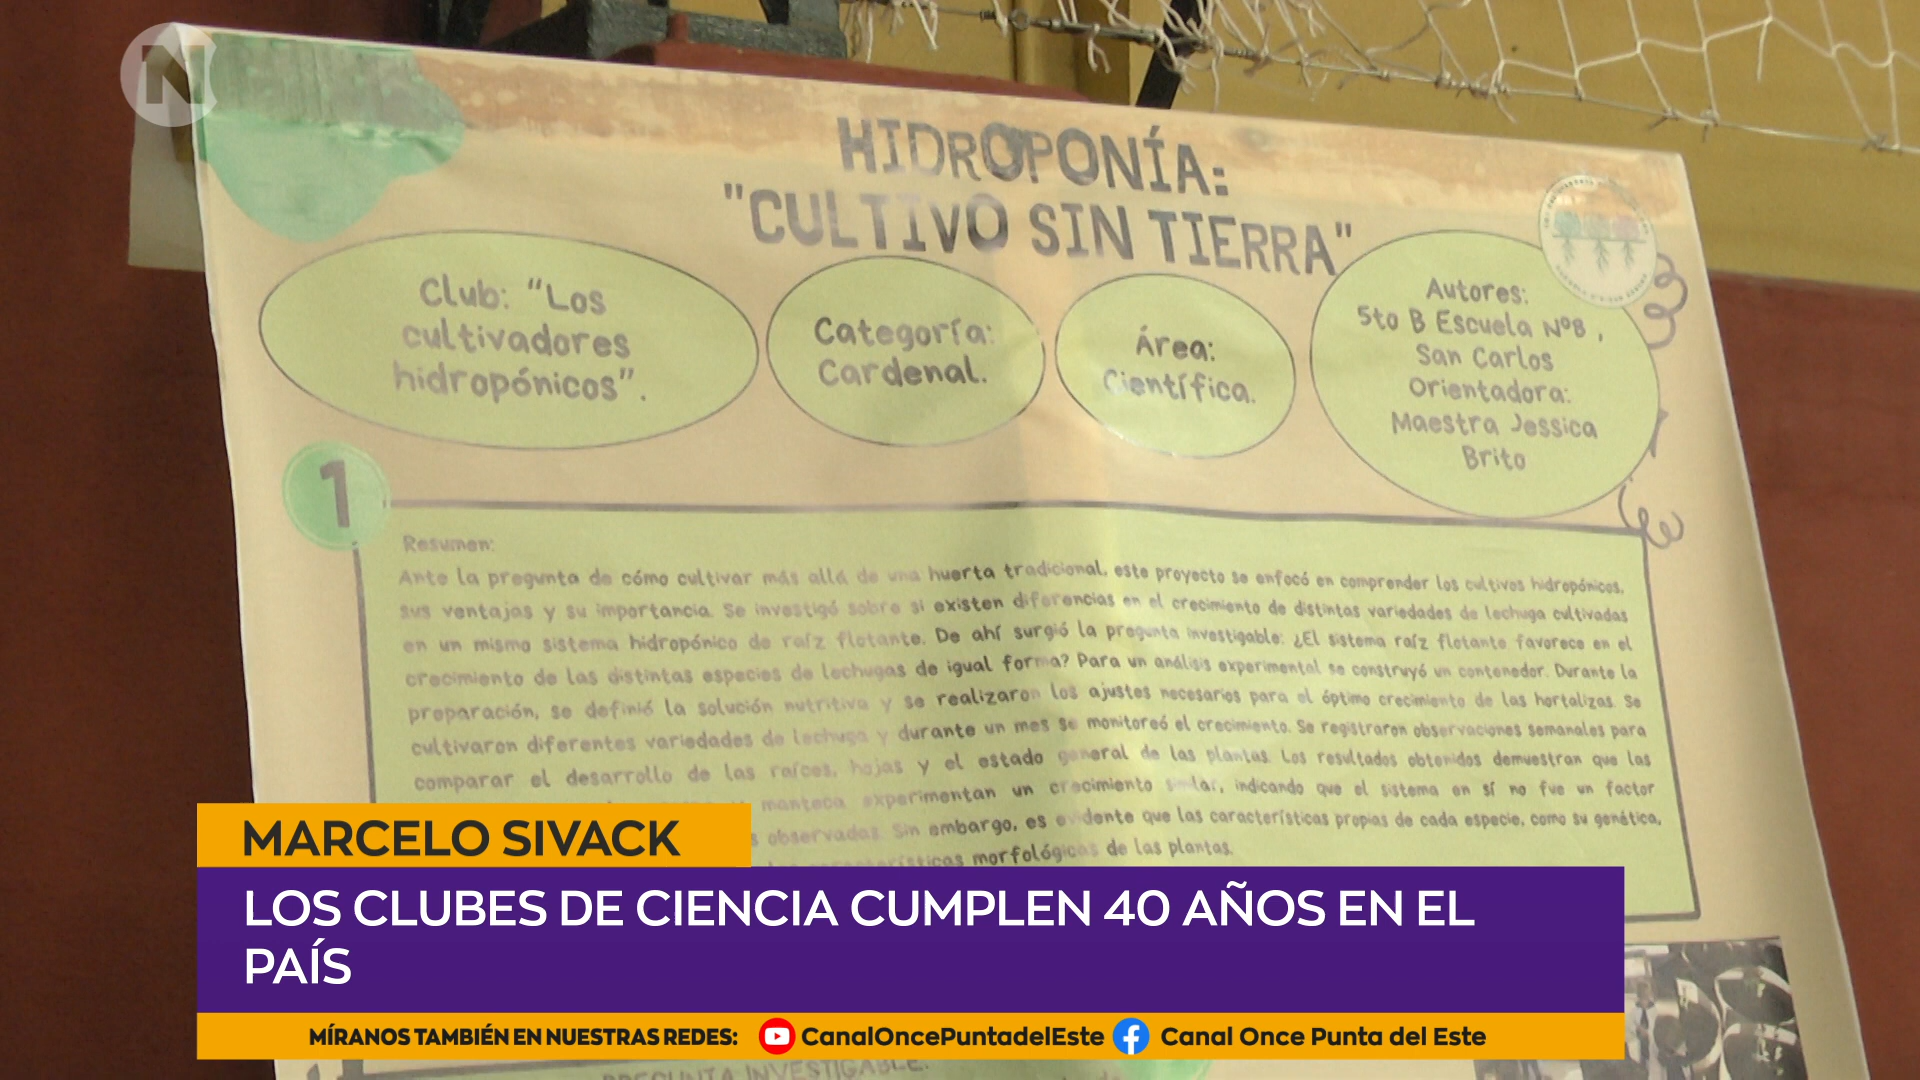 N
HIDROPONÍA:
"CULTIVO SIN TIERRA"
Club: "Los
cultivadores
hidropónicos".
Categoría:
Cardenal.
Área:
Científica.
Autores:
5to B Escuela Nº8 ,
San Carlos
Orientadora:
Maestra Jessica
Brito
1
Resumen:
Ante la pregunta de cómo cultivar más allá de una huerta tradicional, este proyecto se enfocó en comprender los cultivos hidropónicos,
sus ventajas y su importancia. Se investigó sobre si existen diferencias en el crecimiento de distintas variedades de lechuga cultivadas
en un mismo sistema hidropónico de raíz flotante. De ahí surgió la pregunta investigable: ¿El sistema raíz flotante favorece en el
crecimiento de las distintas especies de lechugas de igual forma? Para un análisis experimental se construyó un contenedor. Durante la
preparación, se definió la solución nutritiva y se realizaron los ajustes necesarios para el óptimo crecimiento de las hortalizas. Se
cultivaron diferentes variedades de lechuga y durante un mes se monitoreó el crecimiento. Se registraron observaciones semanales para
comparar el desarrollo de las raíces, hojas y el estado general de las plantas. Los resultados obtenidos demuestran que las
manteca experimentan un crecimiento similar, indicando que el sistema en sí no fue un factor
observadas. Sin embargo, es evidente que las características propias de cada especie, como su genética,
características morfológicas de las plantas.
MARCELO SIVACK
LOS CLUBES DE CIENCIA CUMPLEN 40 AÑOS EN EL
PAÍS
MÍRANOS TAMBIÉN EN NUESTRAS REDES: CanalOncePuntadelEste Canal Once Punta del Este
PREGUNTA INVESTIGABLE: